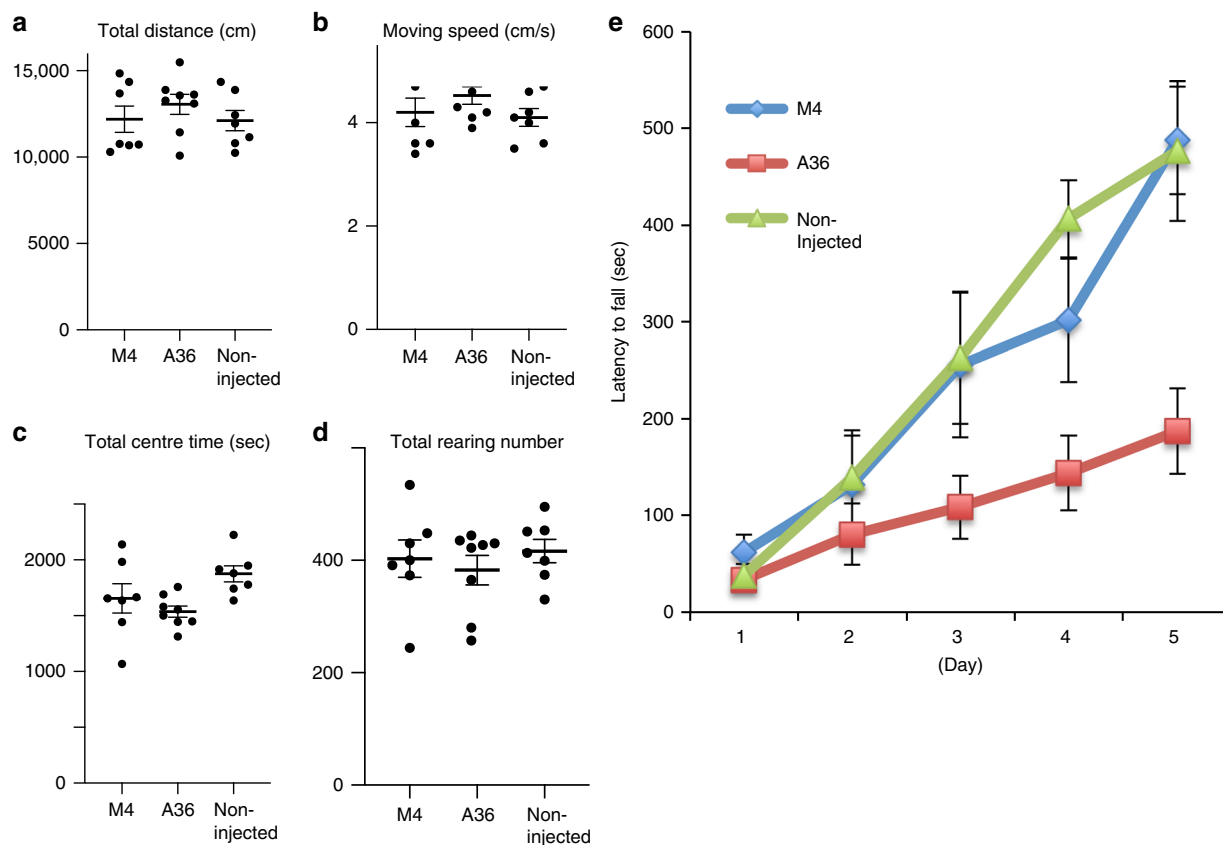 a
Total distance (cm)
15,000
10,000
5000
0
M4
A36
Non-
injected
b
Moving speed (cm/s)
4
2
0
M4
A36
Non-
injected
c
Total centre time (sec)
2000
1000
0
M4
A36
Non-
injected
d
Total rearing number
400
200
0
M4
A36
Non-
injected
e
600
500
400
300
200
100
0
Latency to fall (sec)
M4
A36
Non-
Injected
1 2 3 4 5
(Day)